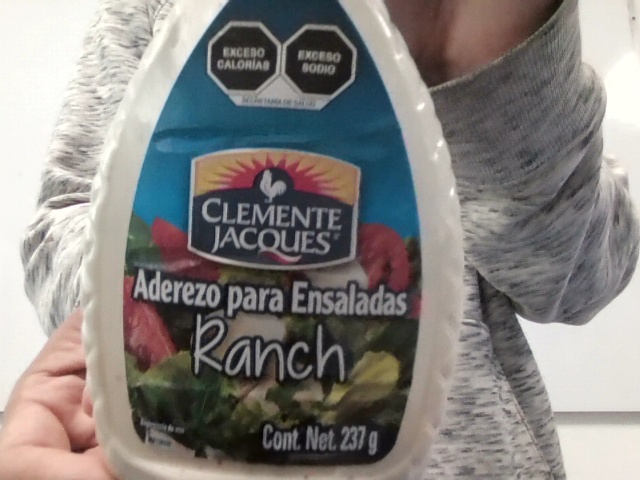 EXCESO
CALORÍAS
EXCESO
SODIO
SECRETARÍA DE SALUD
CLEMENTE
JACQUES
Aderezo para Ensaladas
Ranch
Cont. Net. 237 g